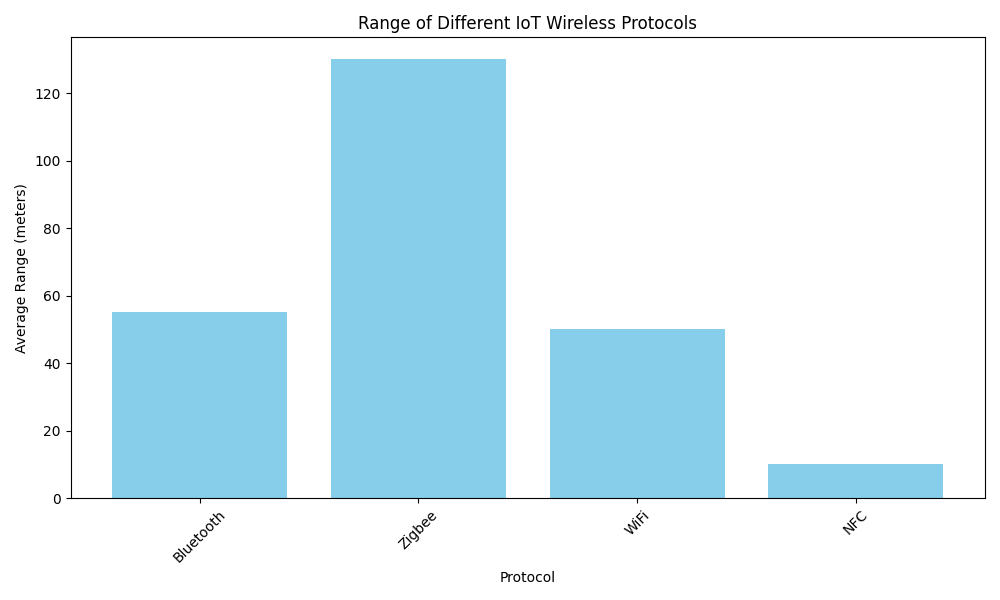 Range of Different IoT Wireless Protocols
Average Range (meters)
120
100
80
60
40
20
0
Bluetooth
Zigbee
WiFi
NFC
Protocol